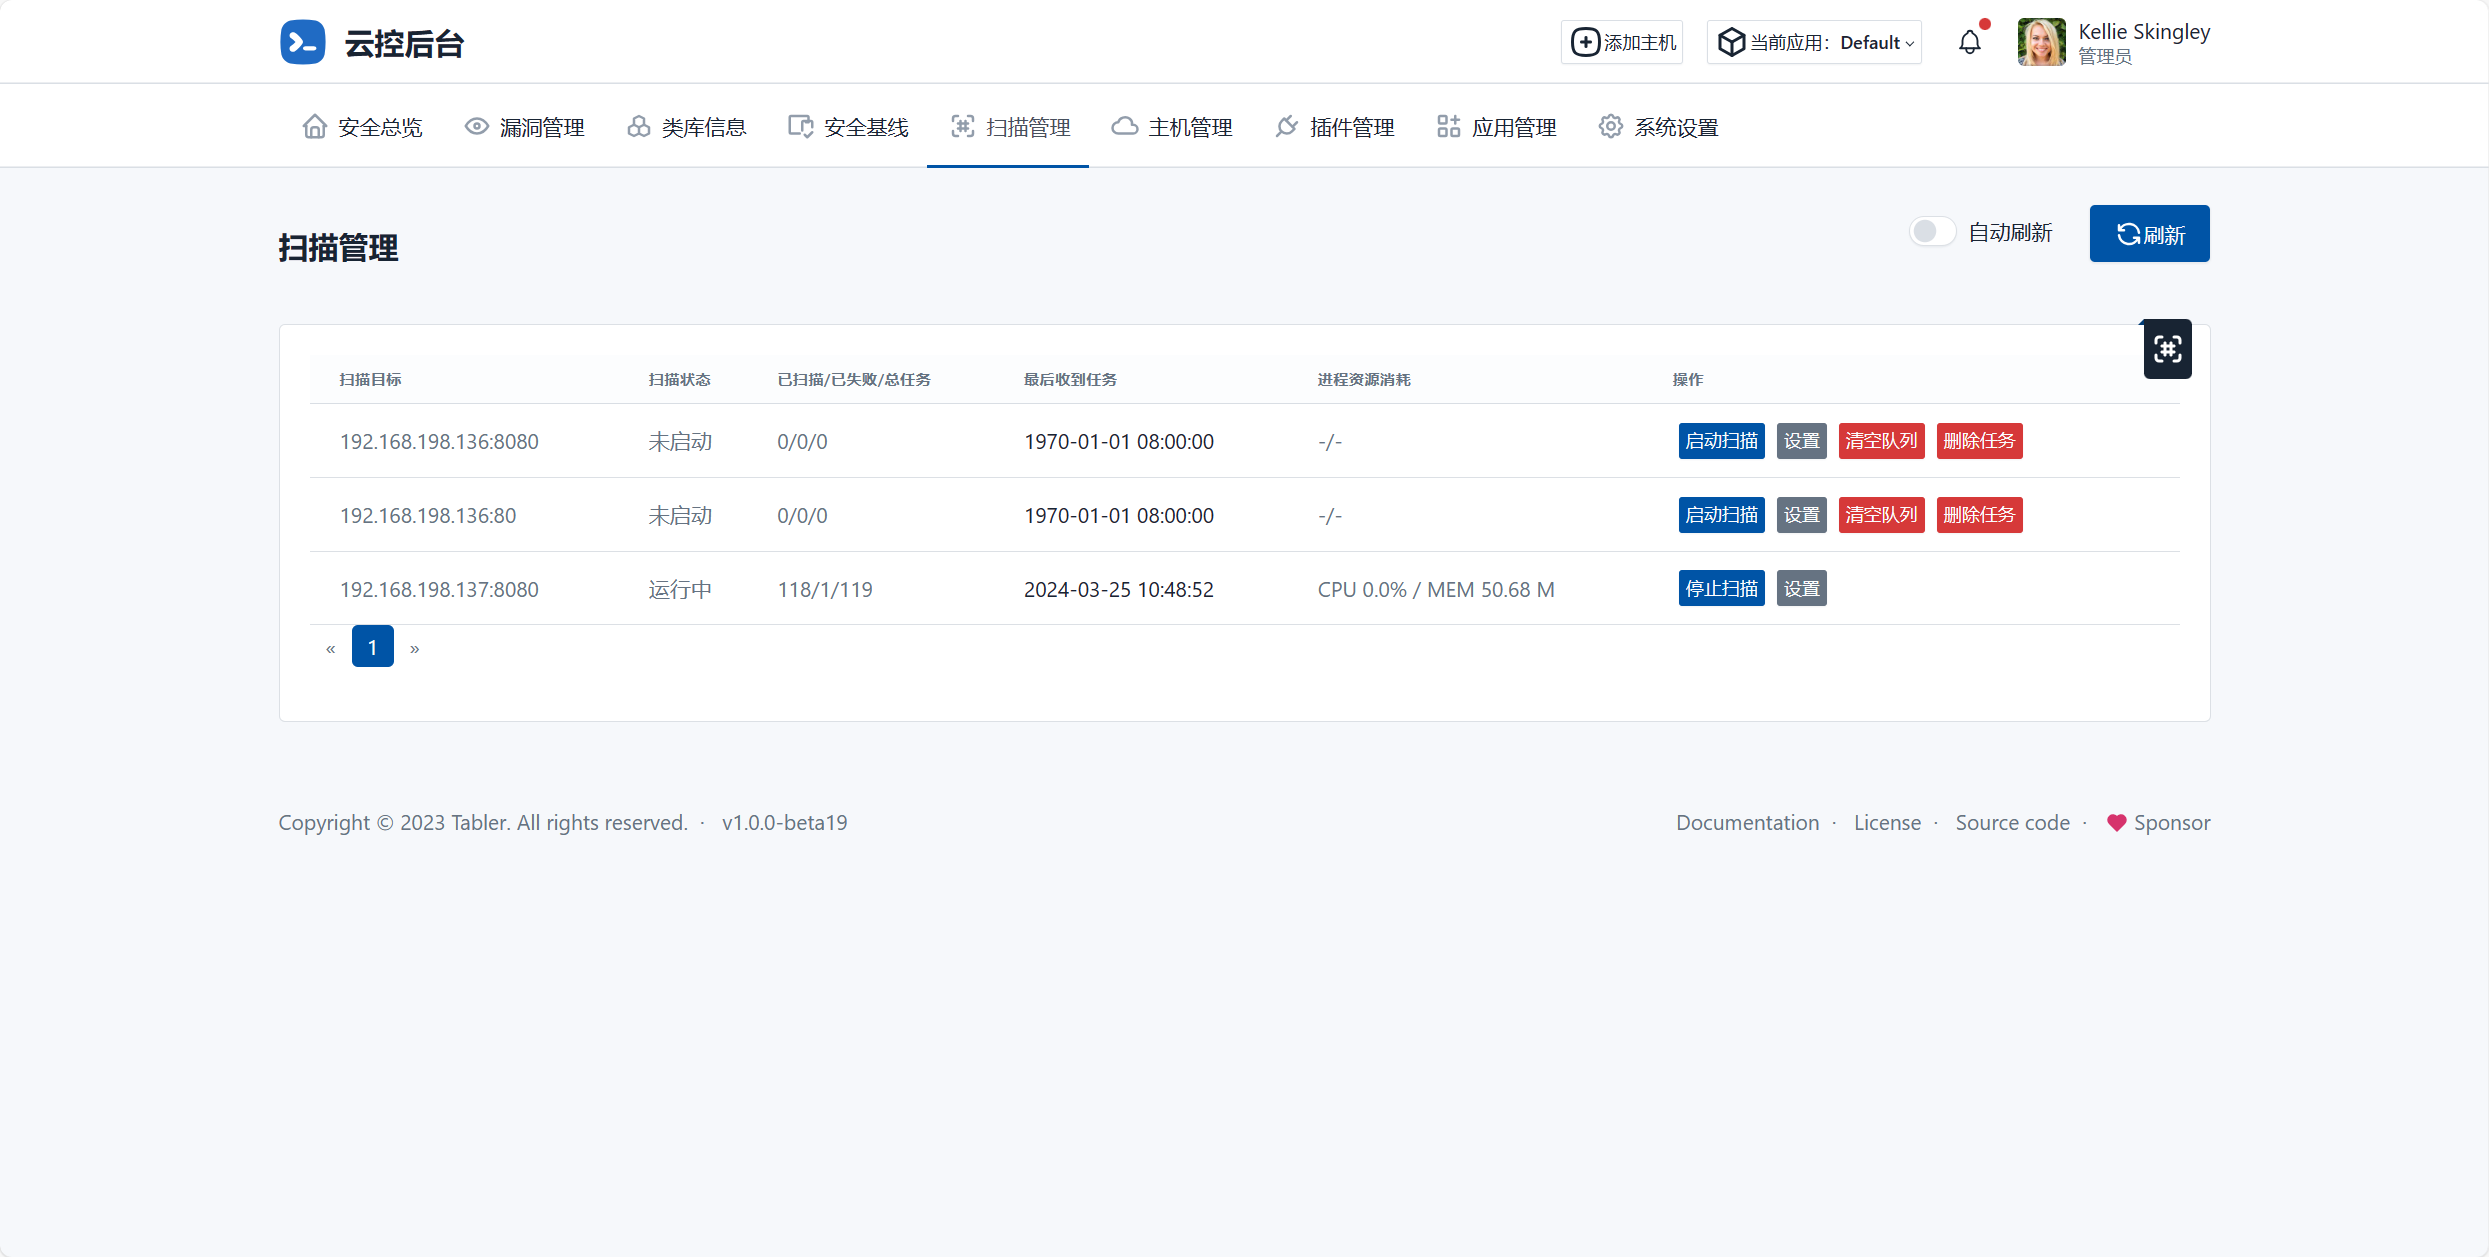 云控后台
添加主机
当前应用：Default
Kellie Skingley
管理员
安全总览
漏洞管理
类库信息
安全基线
扫描管理
主机管理
插件管理
应用管理
系统设置
扫描管理
自动刷新
刷新
扫描目标 扫描状态 已扫描/已失败/总任务 最后收到任务 进程资源消耗 操作
192.168.198.136:8080 未启动 0/0/0 1970-01-01 08:00:00 -/- 启动扫描 设置 清空队列 删除任务
192.168.198.136:80 未启动 0/0/0 1970-01-01 08:00:00 -/- 启动扫描 设置 清空队列 删除任务
192.168.198.137:8080 运行中 118/1/119 2024-03-25 10:48:52 CPU 0.0% / MEM 50.68 M 停止扫描 设置
« 1 »
Copyright © 2023 Tabler. All rights reserved. · v1.0.0-beta19
Documentation · License · Source code · Sponsor